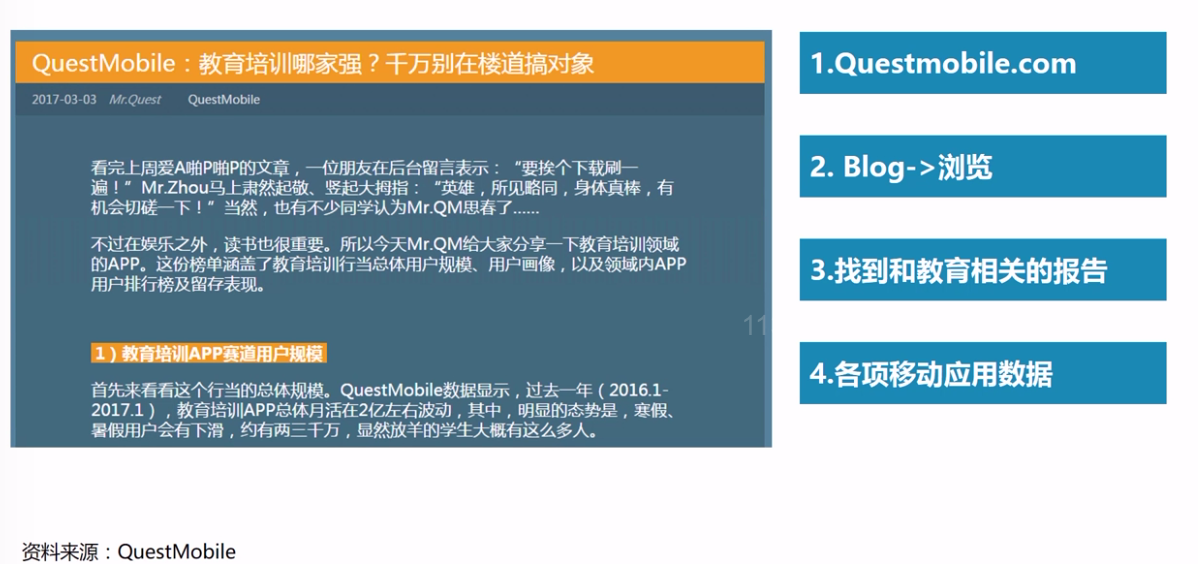 QuestMobile：教育培训哪家强？千万别在楼道搞对象
2017-03-03 Mr.Quest QuestMobile
看完上周爱A啪P啪P的文章，一位朋友在后台留言表示：“要挨个下载刷一
遍！”Mr.Zhou马上肃然起敬、竖起大拇指：“英雄，所见略同，身体真棒，有
机会切磋一下！”当然，也有不少同学认为Mr.QM思春了……
不过在娱乐之外，读书也很重要。所以今天Mr.QM给大家分享一下教育培训领域
的APP。这份榜单涵盖了教育培训行当总体用户规模、用户画像，以及领域内APP
用户排行榜及留存表现。
11
1）教育培训APP赛道用户规模
首先来看看这个行当的总体规模。QuestMobile数据显示，过去一年（2016.1-
2017.1），教育培训APP总体月活在2亿左右波动，其中，明显的态势是，寒假、
暑假用户会有下滑，约有两三千万，显然放羊的学生大概有这么多人。
1.Questmobile.com
2. Blog->浏览
3.找到和教育相关的报告
4.各项移动应用数据
资料来源：QuestMobile